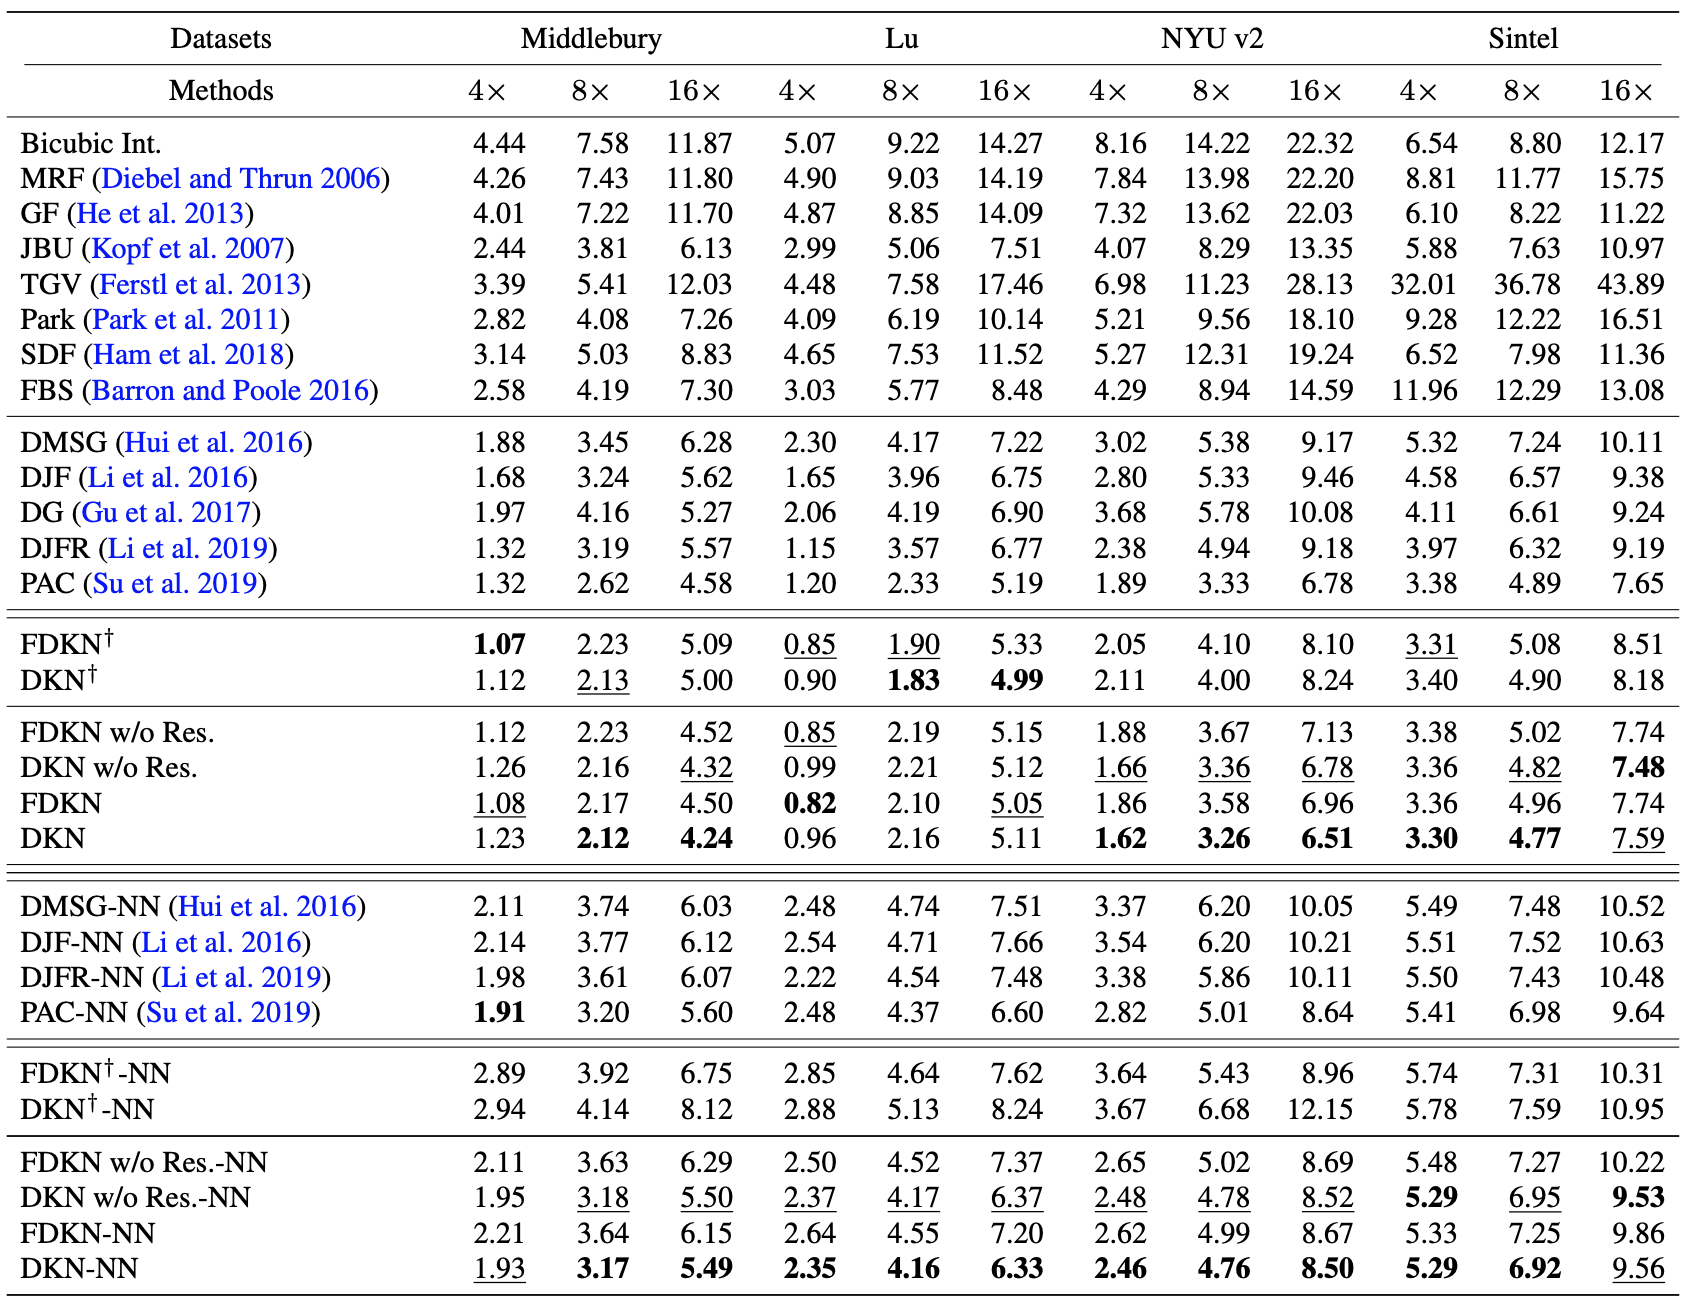 Datasets Middlebury Lu NYU v2 Sintel
Methods 4× 8× 16× 4× 8× 16× 4× 8× 16× 4× 8× 16×
Bicubic Int. 4.44 7.58 11.87 5.07 9.22 14.27 8.16 14.22 22.32 6.54 8.80 12.17
MRF (Diebel and Thrun 2006) 4.26 7.43 11.80 4.90 9.03 14.19 7.84 13.98 22.20 8.81 11.77 15.75
GF (He et al. 2013) 4.01 7.22 11.70 4.87 8.85 14.09 7.32 13.62 22.03 6.10 8.22 11.22
JBU (Kopf et al. 2007) 2.44 3.81 6.13 2.99 5.06 7.51 4.07 8.29 13.35 5.88 7.63 10.97
TGV (Ferstl et al. 2013) 3.39 5.41 12.03 4.48 7.58 17.46 6.98 11.23 28.13 32.01 36.78 43.89
Park (Park et al. 2011) 2.82 4.08 7.26 4.09 6.19 10.14 5.21 9.56 18.10 9.28 12.22 16.51
SDF (Ham et al. 2018) 3.14 5.03 8.83 4.65 7.53 11.52 5.27 12.31 19.24 6.52 7.98 11.36
FBS (Barron and Poole 2016) 2.58 4.19 7.30 3.03 5.77 8.48 4.29 8.94 14.59 11.96 12.29 13.08
DMSG (Hui et al. 2016) 1.88 3.45 6.28 2.30 4.17 7.22 3.02 5.38 9.17 5.32 7.24 10.11
DJF (Li et al. 2016) 1.68 3.24 5.62 1.65 3.96 6.75 2.80 5.33 9.46 4.58 6.57 9.38
DG (Gu et al. 2017) 1.97 4.16 5.27 2.06 4.19 6.90 3.68 5.78 10.08 4.11 6.61 9.24
DJFR (Li et al. 2019) 1.32 3.19 5.57 1.15 3.57 6.77 2.38 4.94 9.18 3.97 6.32 9.19
PAC (Su et al. 2019) 1.32 2.62 4.58 1.20 2.33 5.19 1.89 3.33 6.78 3.38 4.89 7.65
FDKN† 1.07 2.23 5.09 0.85 1.90 5.33 2.05 4.10 8.10 3.31 5.08 8.51
DKN† 1.12 2.13 5.00 0.90 1.83 4.99 2.11 4.00 8.24 3.40 4.90 8.18
FDKN w/o Res. 1.12 2.23 4.52 0.85 2.19 5.15 1.88 3.67 7.13 3.38 5.02 7.74
DKN w/o Res. 1.26 2.16 4.32 0.99 2.21 5.12 1.66 3.36 6.78 3.36 4.82 7.48
FDKN 1.08 2.17 4.50 0.82 2.10 5.05 1.86 3.58 6.96 3.36 4.96 7.74
DKN 1.23 2.12 4.24 0.96 2.16 5.11 1.62 3.26 6.51 3.30 4.77 7.59
DMSG-NN (Hui et al. 2016) 2.11 3.74 6.03 2.48 4.74 7.51 3.37 6.20 10.05 5.49 7.48 10.52
DJF-NN (Li et al. 2016) 2.14 3.77 6.12 2.54 4.71 7.66 3.54 6.20 10.21 5.51 7.52 10.63
DJFR-NN (Li et al. 2019) 1.98 3.61 6.07 2.22 4.54 7.48 3.38 5.86 10.11 5.50 7.43 10.48
PAC-NN (Su et al. 2019) 1.91 3.20 5.60 2.48 4.37 6.60 2.82 5.01 8.64 5.41 6.98 9.64
FDKN†-NN 2.89 3.92 6.75 2.85 4.64 7.62 3.64 5.43 8.96 5.74 7.31 10.31
DKN†-NN 2.94 4.14 8.12 2.88 5.13 8.24 3.67 6.68 12.15 5.78 7.59 10.95
FDKN w/o Res.-NN 2.11 3.63 6.29 2.50 4.52 7.37 2.65 5.02 8.69 5.48 7.27 10.22
DKN w/o Res.-NN 1.95 3.18 5.50 2.37 4.17 6.37 2.48 4.78 8.52 5.29 6.95 9.53
FDKN-NN 2.21 3.64 6.15 2.64 4.55 7.20 2.62 4.99 8.67 5.33 7.25 9.86
DKN-NN 1.93 3.17 5.49 2.35 4.16 6.33 2.46 4.76 8.50 5.29 6.92 9.56